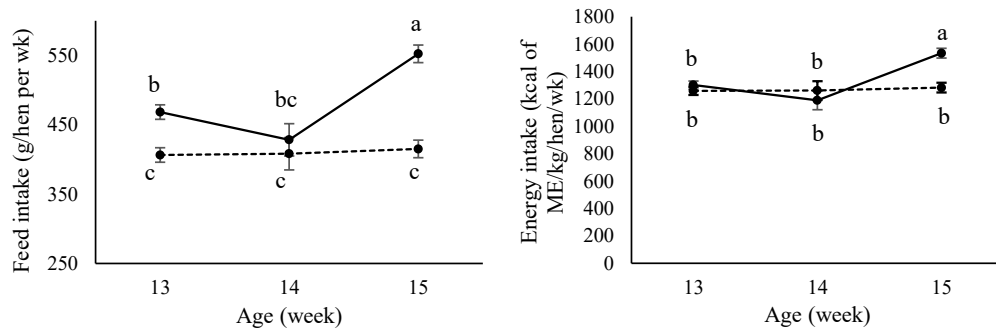 Feed intake (g/hen per wk)
550
450
350
250
a
b
bc
c
c
c
13
14
15
Age (week)
Energy intake (kcal of
ME/kg/hen/wk)
1800
1600
1400
1200
1000
800
600
400
200
0
a
b
b
b
b
b
13
14
15
Age (week)